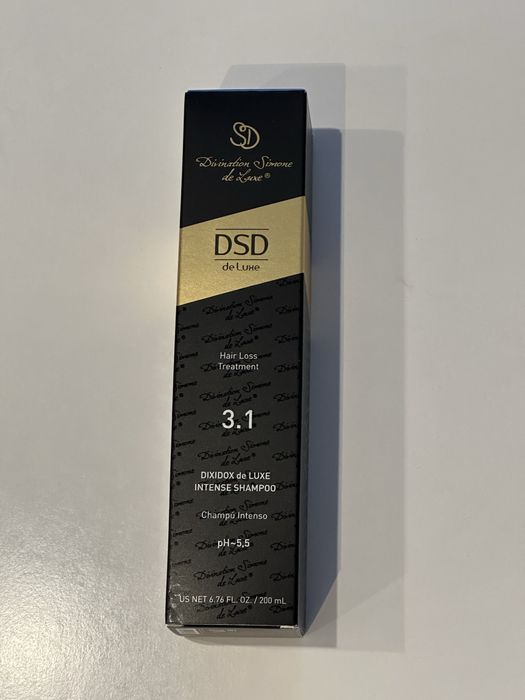 SD
Divination Simone
de Luxe®
DSD
de Luxe
Hair Loss
Treatment
3.1
DIXIDOX de LUXE
INTENSE SHAMPOO
Champú Intenso
pH~5,5
US NET 6.76 FL. OZ. / 200 mL